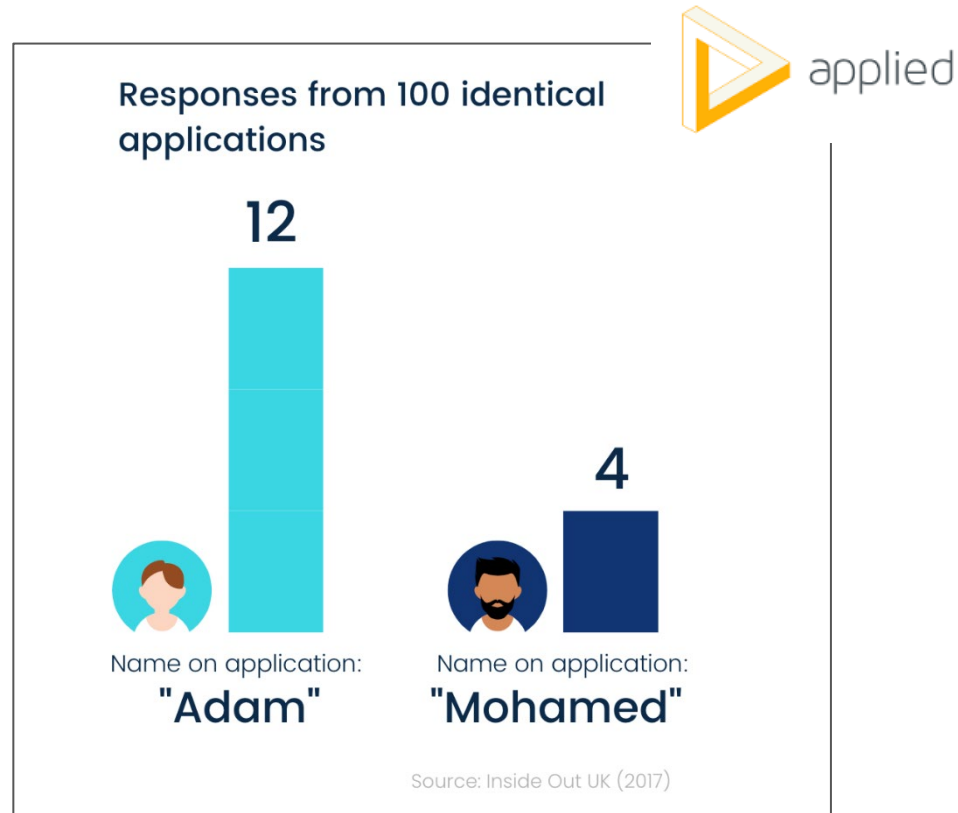 applied
Responses from 100 identical
applications
12
4
Name on application:
"Adam"
Name on application:
"Mohamed"
Source: Inside Out UK (2017)